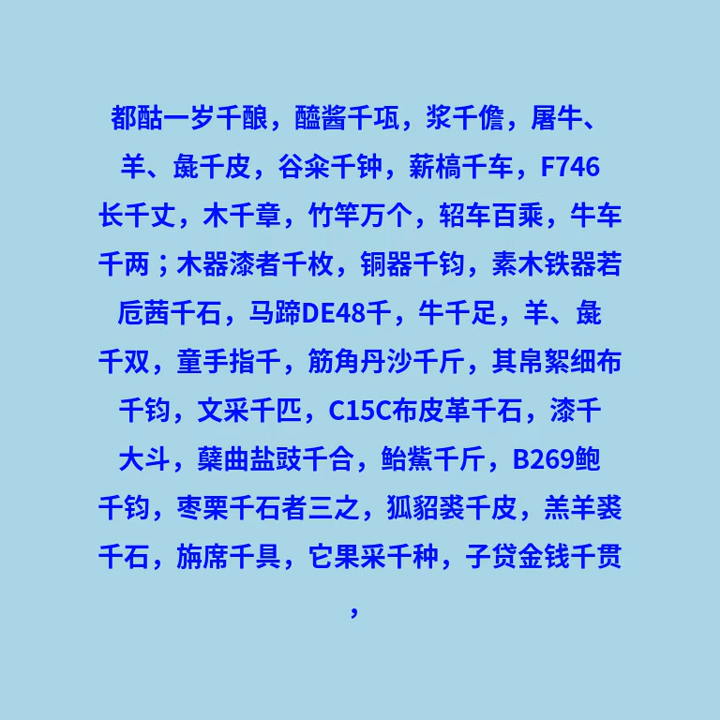 都酤一岁千酿，醯酱千瓨，浆千儋，屠牛、
羊、彘千皮，谷籴千钟，薪槁千车，F746
长千丈，木千章，竹竿万个，轺车百乘，牛车
千两；木器漆者千枚，铜器千钧，素木铁器若
卮茜千石，马蹄DE48千，牛千足，羊、彘
千双，童手指千，筋角丹沙千斤，其帛絮细布
千钧，文采千匹，C15C布皮革千石，漆千
大斗，糵曲盐豉千合，鲐鮆千斤，B269鲍
千钧，枣栗千石者三之，狐貂裘千皮，羔羊裘
千石，旃席千具，它果采千种，子贷金钱千贯
，